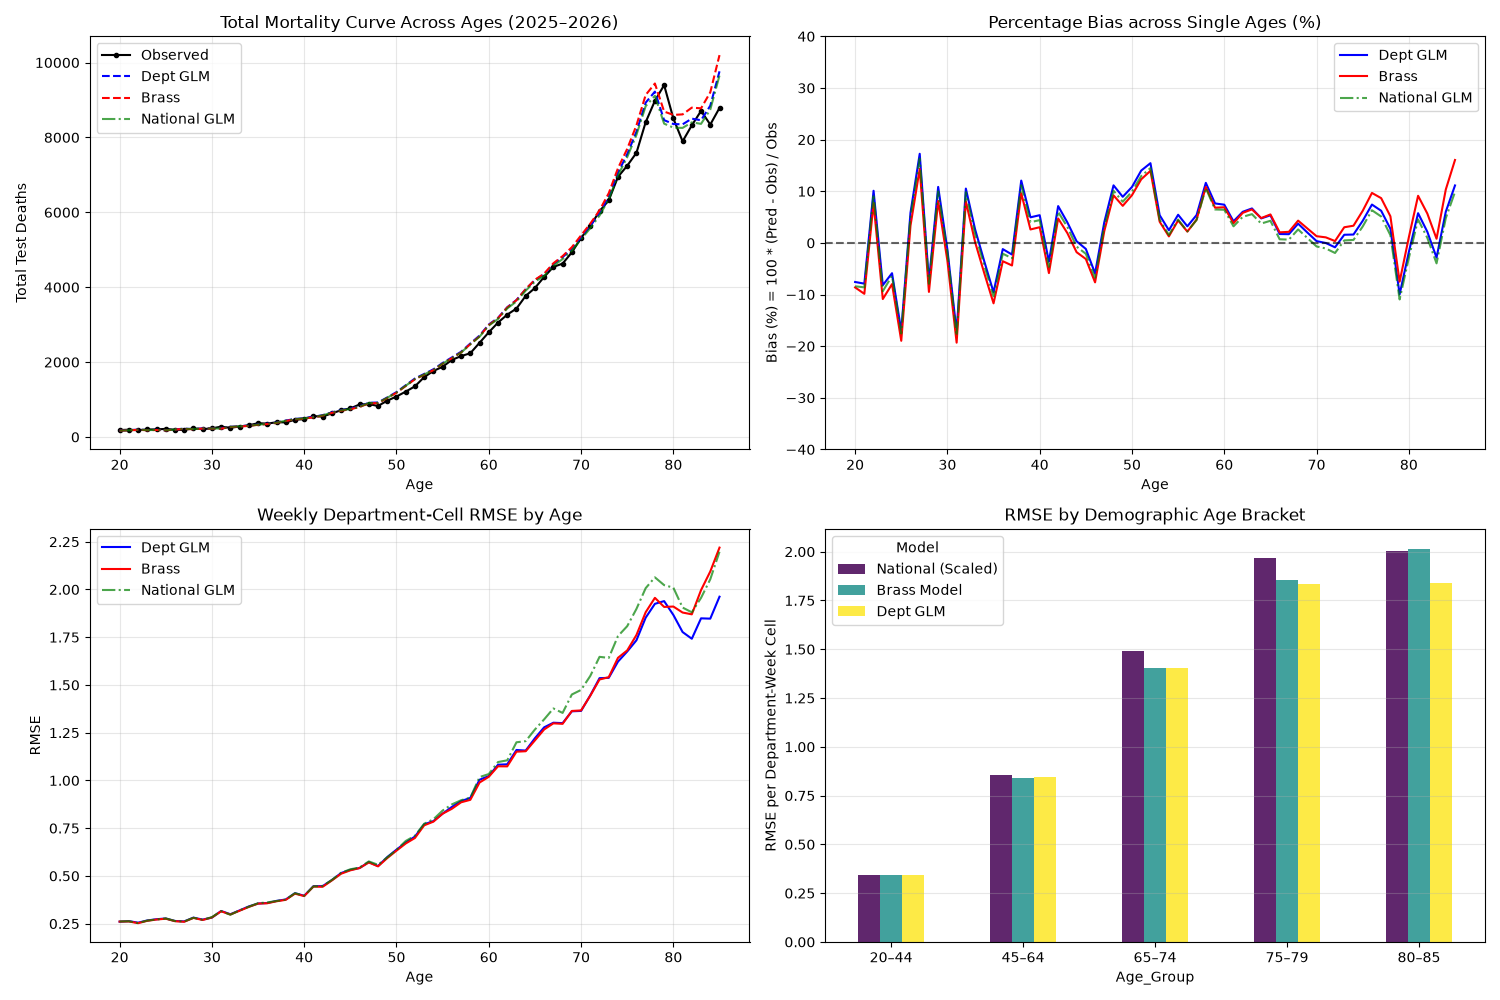 Total Mortality Curve Across Ages (2025–2026)
Observed
Dept GLM
Brass
National GLM
Total Test Deaths
10000
8000
6000
4000
2000
0
20 30 40 50 60 70 80
Age
Percentage Bias across Single Ages (%)
Dept GLM
Brass
National GLM
Bias (%) = 100 * (Pred - Obs) / Obs
40
30
20
10
0
−10
−20
−30
−40
20 30 40 50 60 70 80
Age
Weekly Department-Cell RMSE by Age
Dept GLM
Brass
National GLM
RMSE
2.25
2.00
1.75
1.50
1.25
1.00
0.75
0.50
0.25
20 30 40 50 60 70 80
Age
RMSE by Demographic Age Bracket
Model
National (Scaled)
Brass Model
Dept GLM
RMSE per Department-Week Cell
2.00
1.75
1.50
1.25
1.00
0.75
0.50
0.25
0.00
20–44 45–64 65–74 75–79 80–85
Age_Group